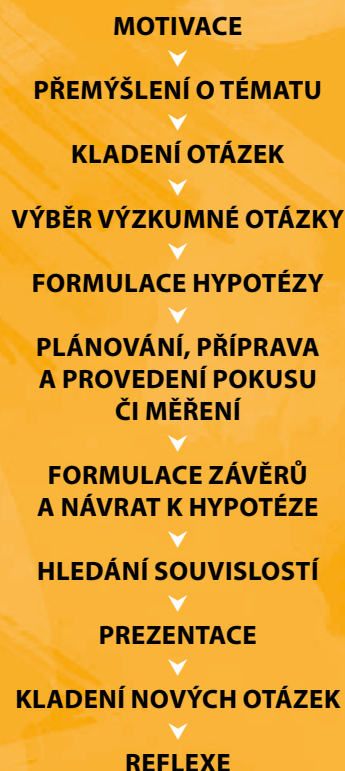 MOTIVACE
PŘEMÝŠLENÍ O TÉMATU
KLADENÍ OTÁZEK
VÝBĚR VÝZKUMNÉ OTÁZKY
FORMULACE HYPOTÉZY
PLÁNOVÁNÍ, PŘÍPRAVA
A PROVEDENÍ POKUSU
ČI MĚŘENÍ
FORMULACE ZÁVĚRŮ
A NÁVRAT K HYPOTÉZE
HLEDÁNÍ SOUVISLOSTÍ
PREZENTACE
KLADENÍ NOVÝCH OTÁZEK
REFLEXE